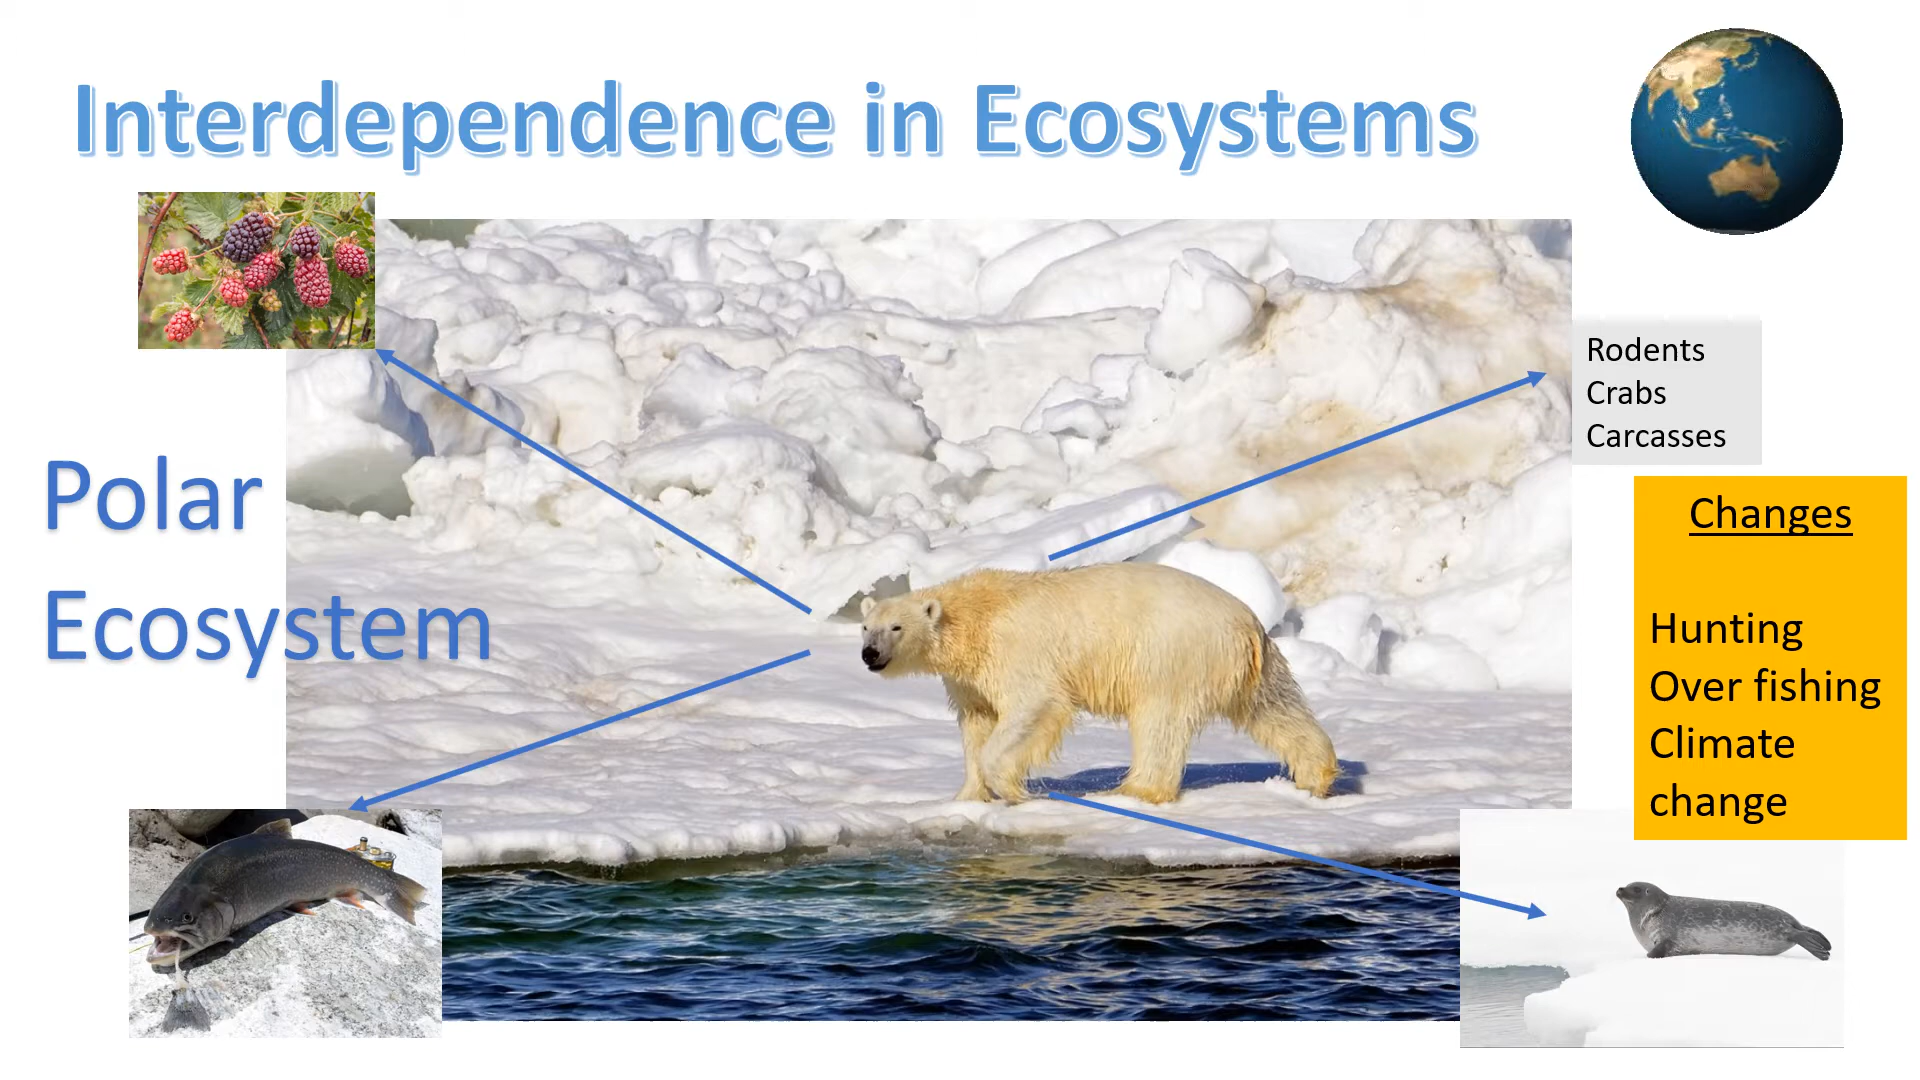 Interdependence in Ecosystems
Polar
Ecosystem
Rodents
Crabs
Carcasses
Changes
Hunting
Over fishing
Climate
change